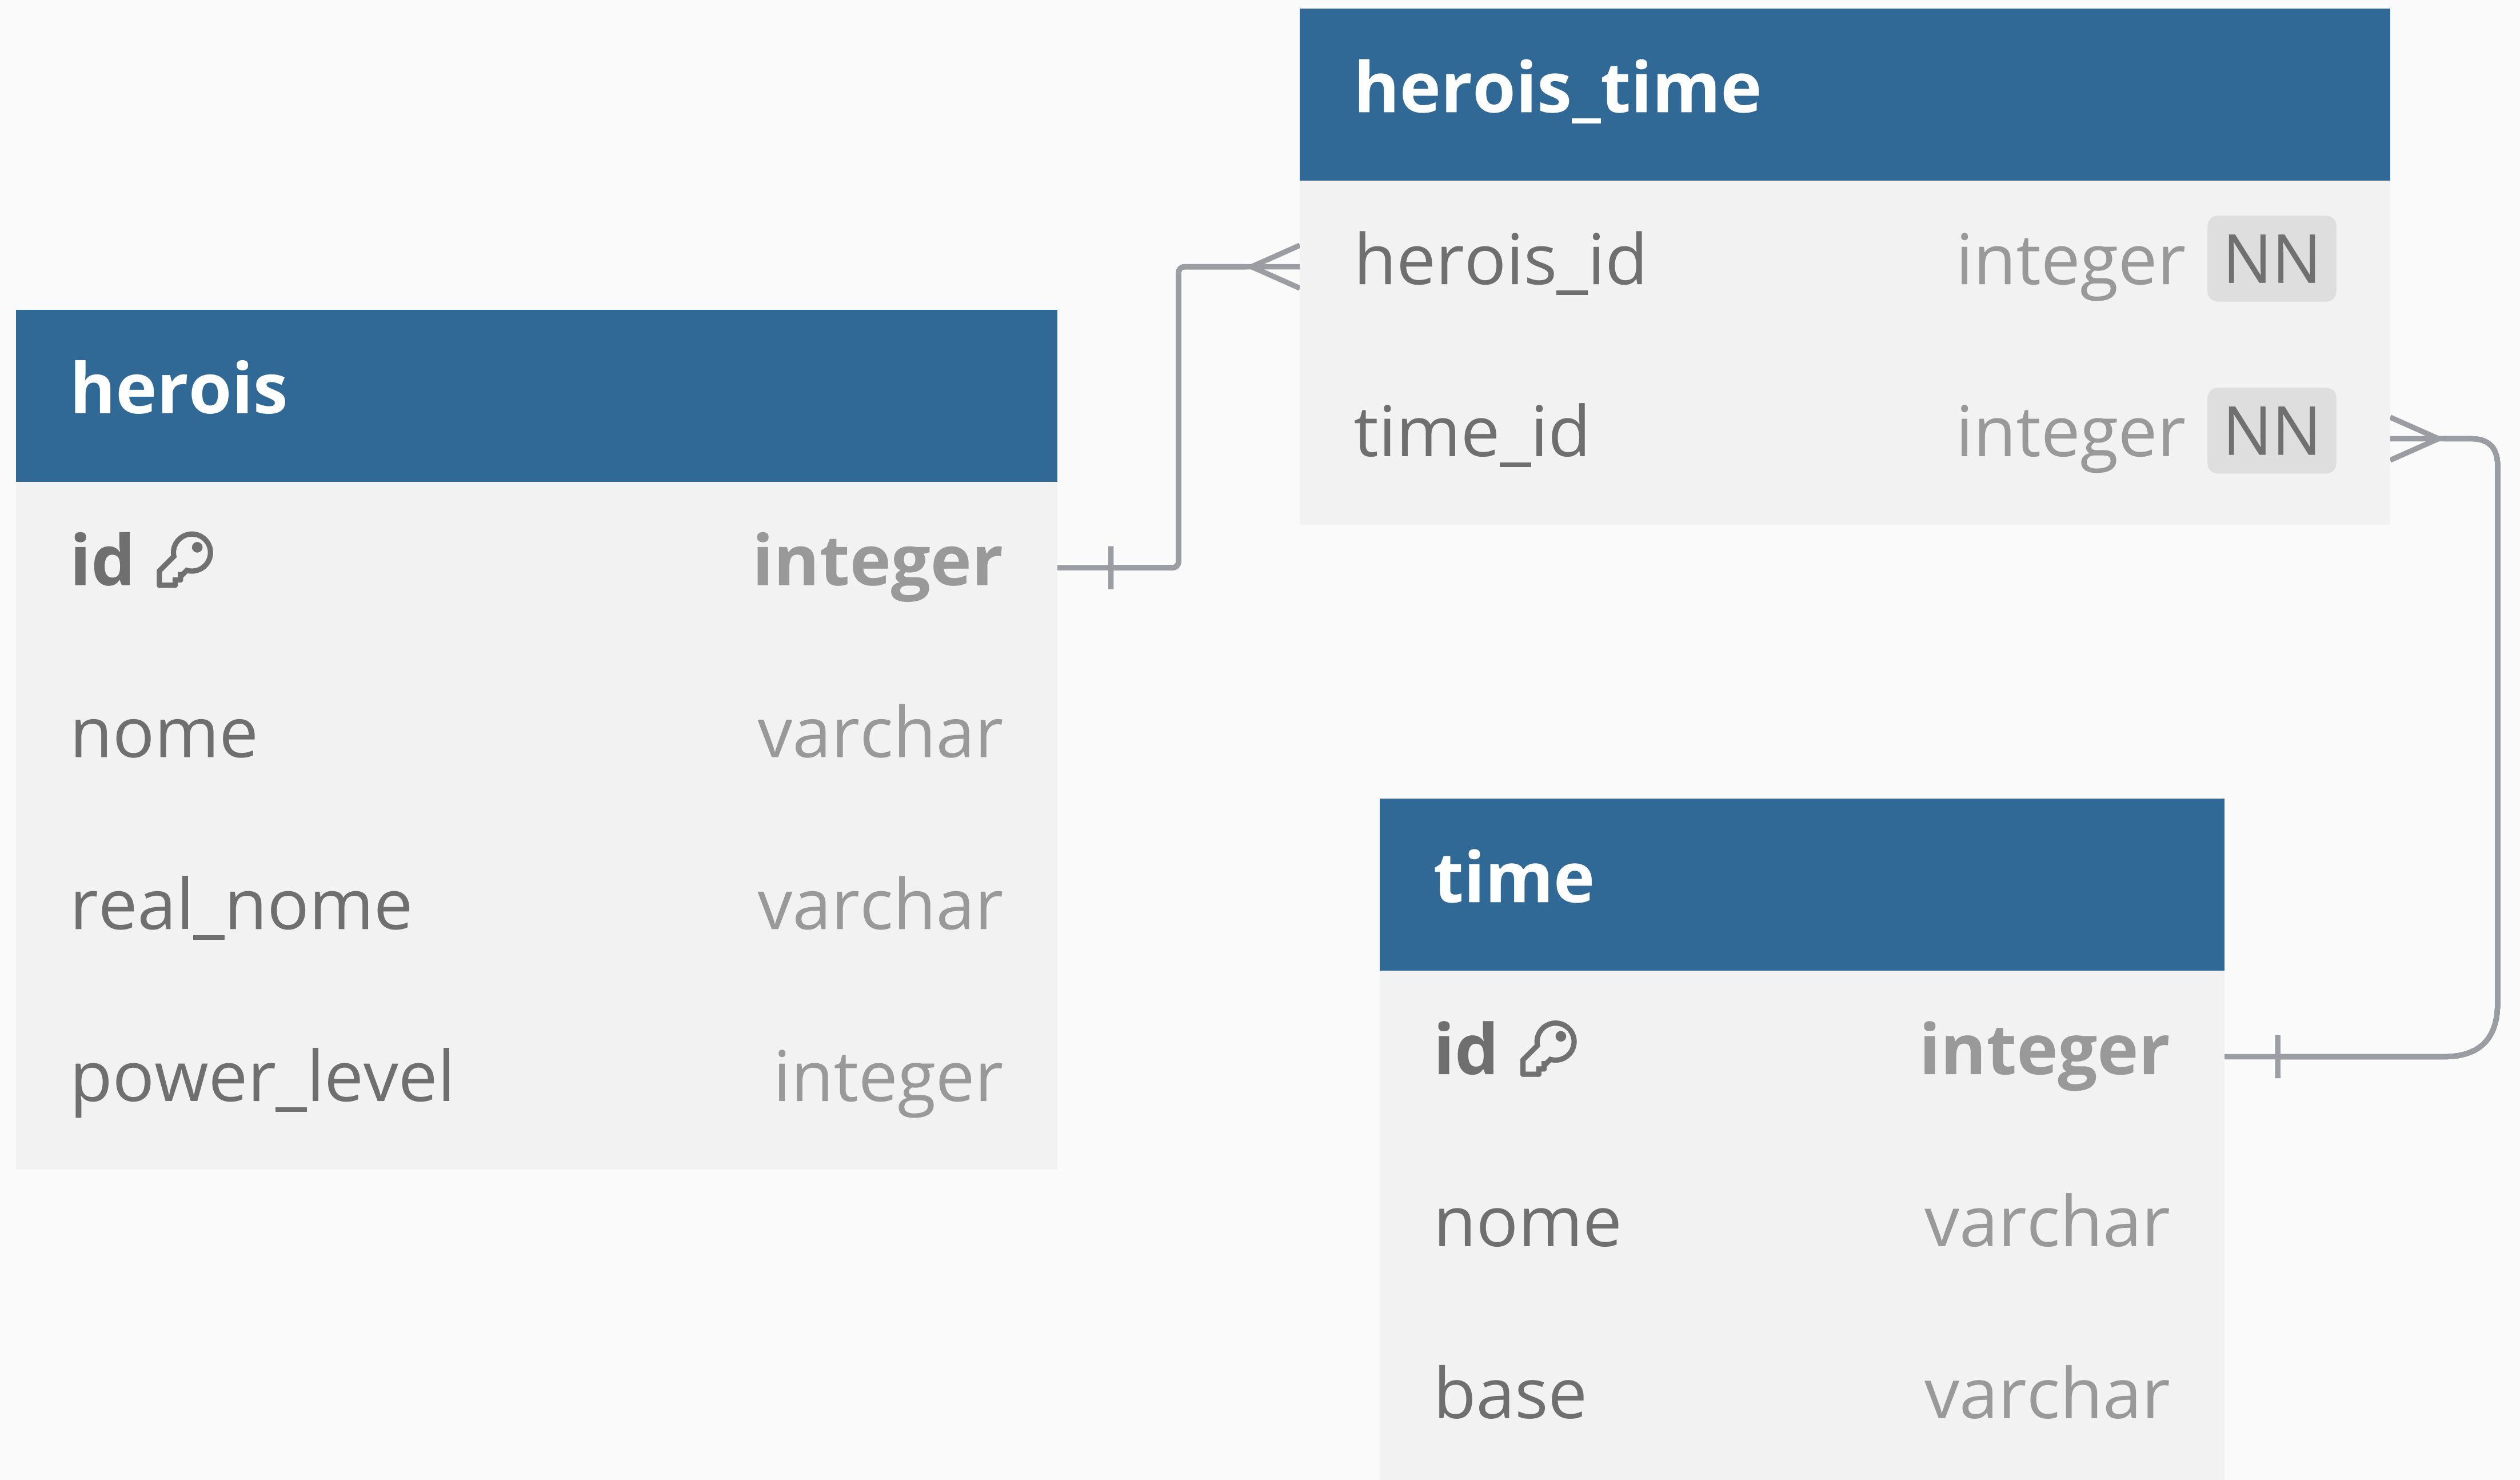 herois_time
herois_id integer NN
time_id integer NN
herois
id integer
nome varchar
real_nome varchar
power_level integer
time
id integer
nome varchar
base varchar